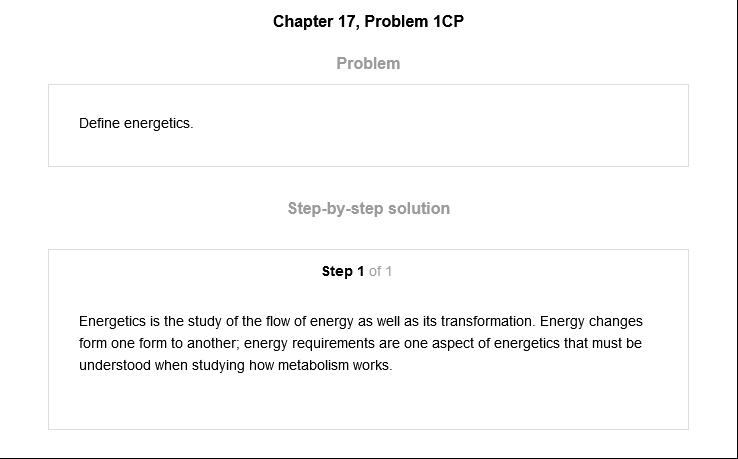 Chapter 17, Problem 1CP
Problem
Define energetics.
Step-by-step solution
Step 1 of 1
Energetics is the study of the flow of energy as well as its transformation. Energy changes
form one form to another; energy requirements are one aspect of energetics that must be
understood when studying how metabolism works.